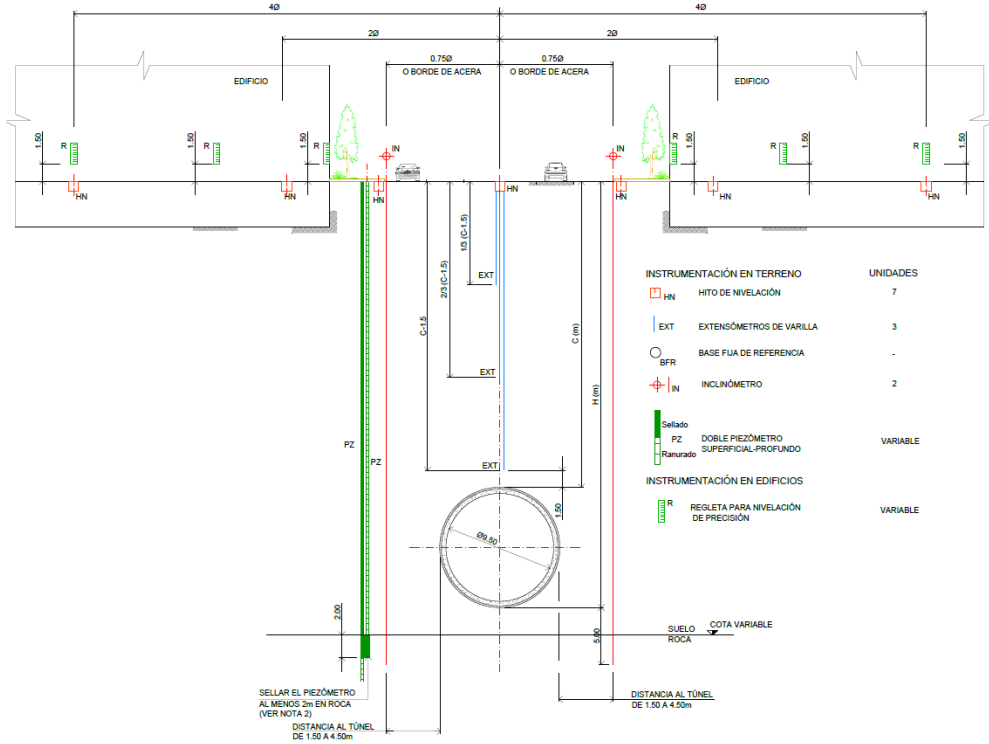 4Ø
4Ø
2Ø
2Ø
0.75Ø
0.75Ø
O BORDE DE ACERA
O BORDE DE ACERA
EDIFICIO
EDIFICIO
1.50
R
1.50
R
1.50
R
IN
IN
R
1.50
R
1.50
R
1.50
HN
HN
HN
HN
HN
HN
HN
1/3 (C-1.5)
EXT
2/3 (C-1.5)
EXT
C-1.5
EXT
C (m)
H (m)
PZ
PZ
1.50
Ø9.50
2.00
5.00
INSTRUMENTACIÓN EN TERRENO
UNIDADES
HN
HITO DE NIVELACIÓN
7
EXT
EXTENSÓMETROS DE VARILLA
3
BFR
BASE FIJA DE REFERENCIA
-
IN
INCLINÓMETRO
2
Sellado
PZ
Ranurado
DOBLE PIEZÓMETRO
SUPERFICIAL-PROFUNDO
VARIABLE
INSTRUMENTACIÓN EN EDIFICIOS
R
REGLETA PARA NIVELACIÓN
DE PRECISIÓN
VARIABLE
SUELO
ROCA
COTA VARIABLE
SELLAR EL PIEZÓMETRO
AL MENOS 2m EN ROCA
(VER NOTA 2)
DISTANCIA AL TÚNEL
DE 1.50 A 4.50m
DISTANCIA AL TÚNEL
DE 1.50 A 4.50m